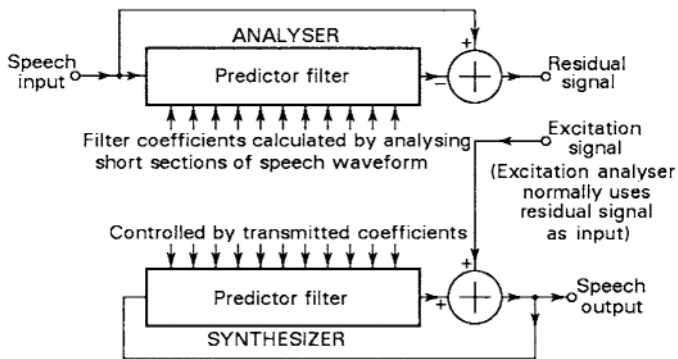 ANALYSER
Speech
input
Predictor filter
+
−
Residual
signal
Filter coefficients calculated by analysing
short sections of speech waveform
Excitation
signal
(Excitation analyser
normally uses
residual signal
as input)
Controlled by transmitted coefficients
Predictor filter
+
+
Speech
output
SYNTHESIZER